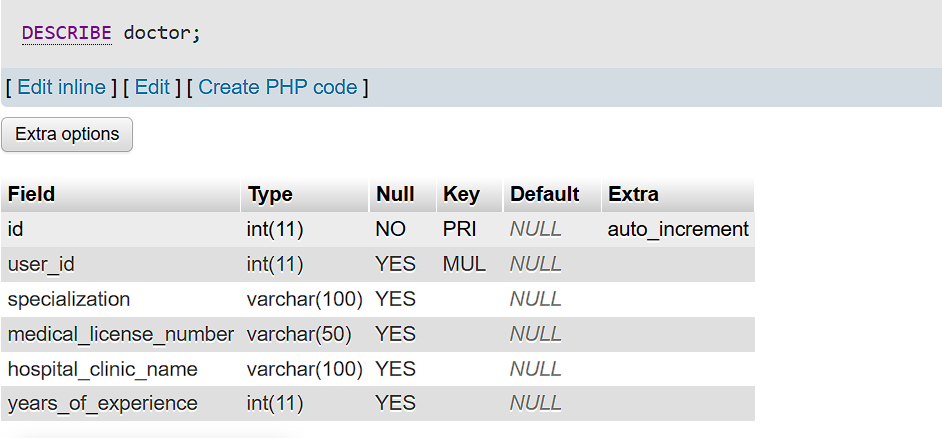 DESCRIBE doctor;
[ Edit inline ] [ Edit ] [ Create PHP code ]
Extra options
Field Type Null Key Default Extra
id int(11) NO PRI NULL auto_increment
user_id int(11) YES MUL NULL
specialization varchar(100) YES NULL
medical_license_number varchar(50) YES NULL
hospital_clinic_name varchar(100) YES NULL
years_of_experience int(11) YES NULL